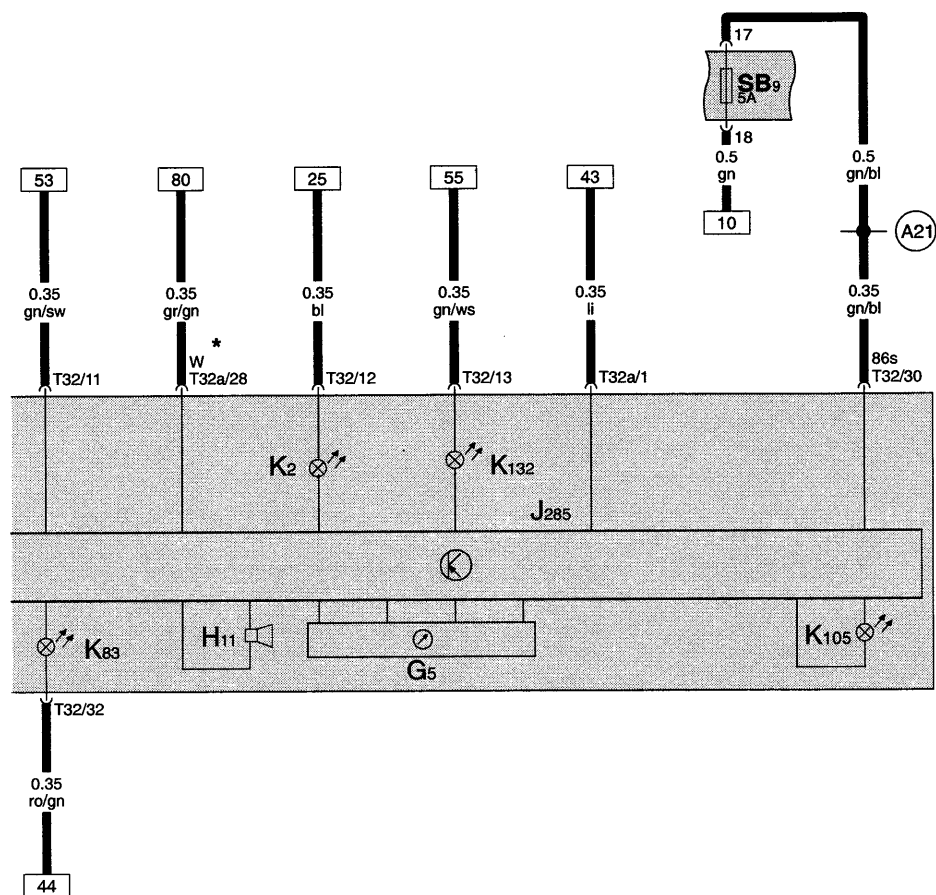 17
SB9
5A
18
0.5
gn
0.5
gn/bl
53
80
25
55
43
10
A21
0.35
gn/sw
0.35
gr/gn
0.35
bl
0.35
gn/ws
0.35
li
0.35
gn/bl
*
W
86s
T32/11
T32a/28
T32/12
T32/13
T32a/1
T32/30
K2
K132
J285
K83
H11
G5
K105
T32/32
0.35
ro/gn
44